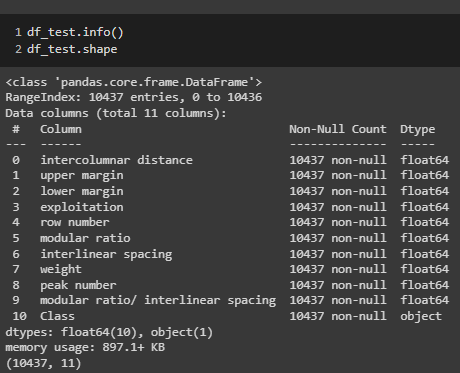 1 df_test.info()
2 df_test.shape
<class 'pandas.core.frame.DataFrame'>
RangeIndex: 10437 entries, 0 to 10436
Data columns (total 11 columns):
 #   Column                             Non-Null Count  Dtype
---  ------                             --------------  -----
 0   intercolumnar distance             10437 non-null  float64
 1   upper margin                       10437 non-null  float64
 2   lower margin                       10437 non-null  float64
 3   exploitation                       10437 non-null  float64
 4   row number                         10437 non-null  float64
 5   modular ratio                      10437 non-null  float64
 6   interlinear spacing                10437 non-null  float64
 7   weight                             10437 non-null  float64
 8   peak number                        10437 non-null  float64
 9   modular ratio/ interlinear spacing  10437 non-null  float64
 10  Class                              10437 non-null  object
dtypes: float64(10), object(1)
memory usage: 897.1+ KB
(10437, 11)